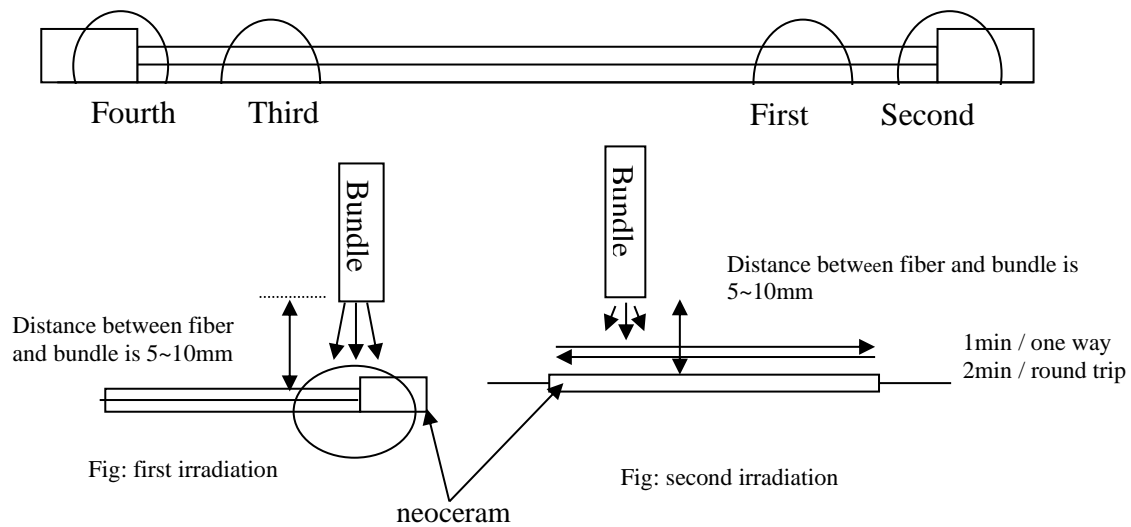 Fourth Third First Second
Bundle
Bundle
Distance between fiber
and bundle is 5~10mm
Distance between fiber and bundle is
5~10mm
1min / one way
2min / round trip
Fig: first irradiation
Fig: second irradiation
neoceram